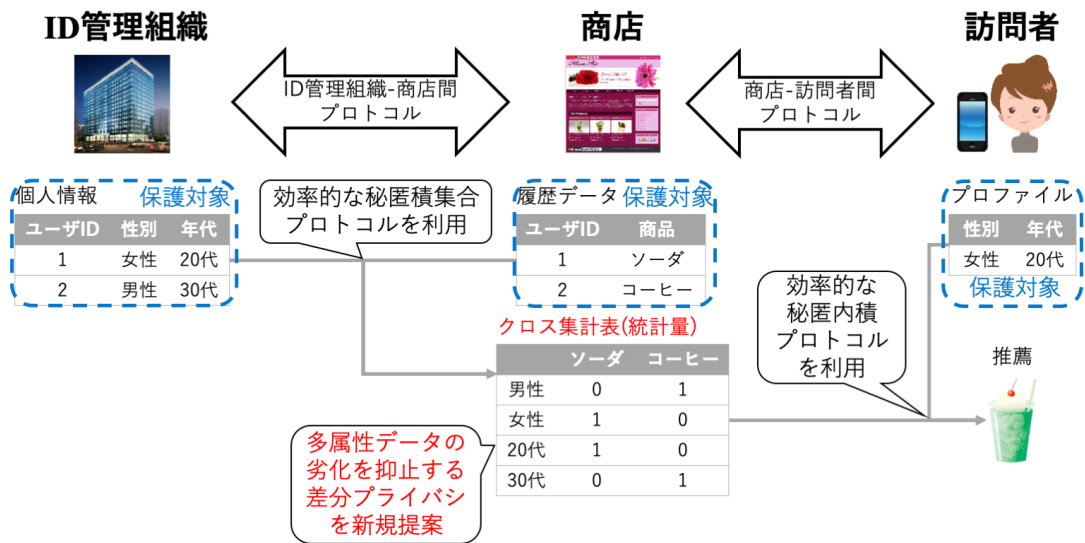 ID管理組織
商店
訪問者
ID管理組織-商店間
プロトコル
商店-訪問者間
プロトコル
個人情報 保護対象
ユーザID 性別 年代
1 女性 20代
2 男性 30代
効率的な秘匿積集合
プロトコルを利用
履歴データ 保護対象
ユーザID 商品
1 ソーダ
2 コーヒー
プロファイル
性別 年代
女性 20代
保護対象
効率的な
秘匿内積
プロトコル
を利用
クロス集計表(統計量)
ソーダ コーヒー
男性 0 1
女性 1 0
20代 1 0
30代 0 1
多属性データの
劣化を抑止する
差分プライバシ
を新規提案
推薦